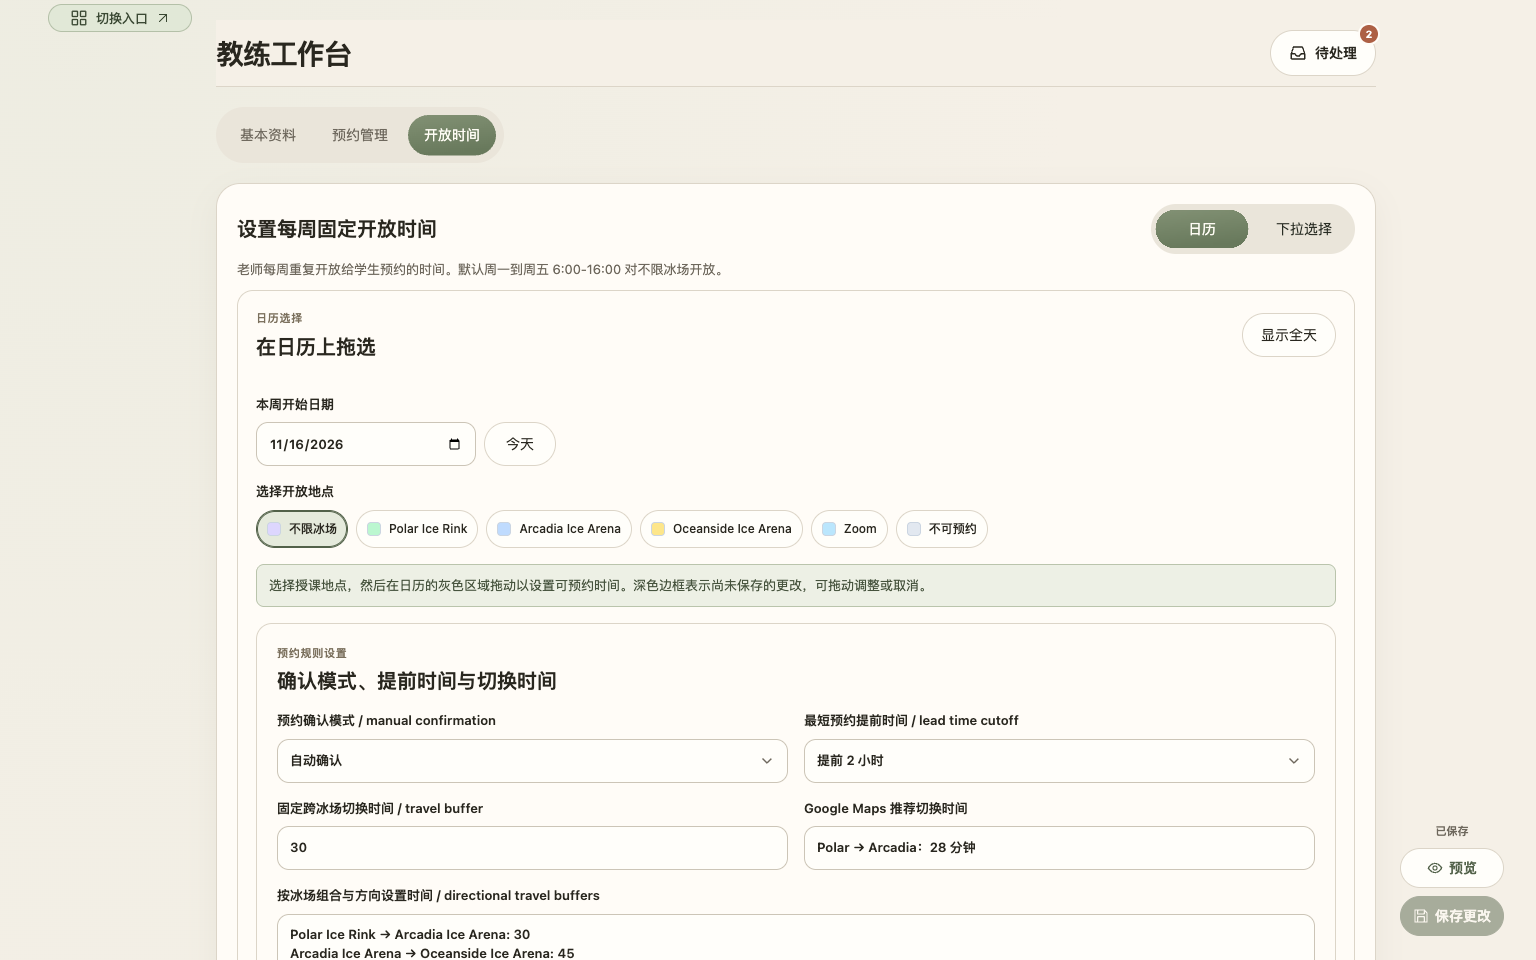 切换入口
教练工作台
待处理
2
基本资料
预约管理
开放时间
设置每周固定开放时间
日历
下拉选择
老师每周重复开放给学生预约的时间。默认周一到周五 6:00-16:00 对不限冰场开放。
日历选择
在日历上拖选
显示全天
本周开始日期
11/16/2026
今天
选择开放地点
不限冰场
Polar Ice Rink
Arcadia Ice Arena
Oceanside Ice Arena
Zoom
不可预约
选择授课地点，然后在日历的灰色区域拖动以设置可预约时间。深色边框表示尚未保存的更改，可拖动调整或取消。
预约规则设置
确认模式、提前时间与切换时间
预约确认模式 / manual confirmation
最短预约提前时间 / lead time cutoff
自动确认
提前 2 小时
固定跨冰场切换时间 / travel buffer
Google Maps 推荐切换时间
30
Polar → Arcadia：28 分钟
按冰场组合与方向设置时间 / directional travel buffers
Polar Ice Rink → Arcadia Ice Arena: 30
Arcadia Ice Arena → Oceanside Ice Arena: 45
已保存
预览
保存更改